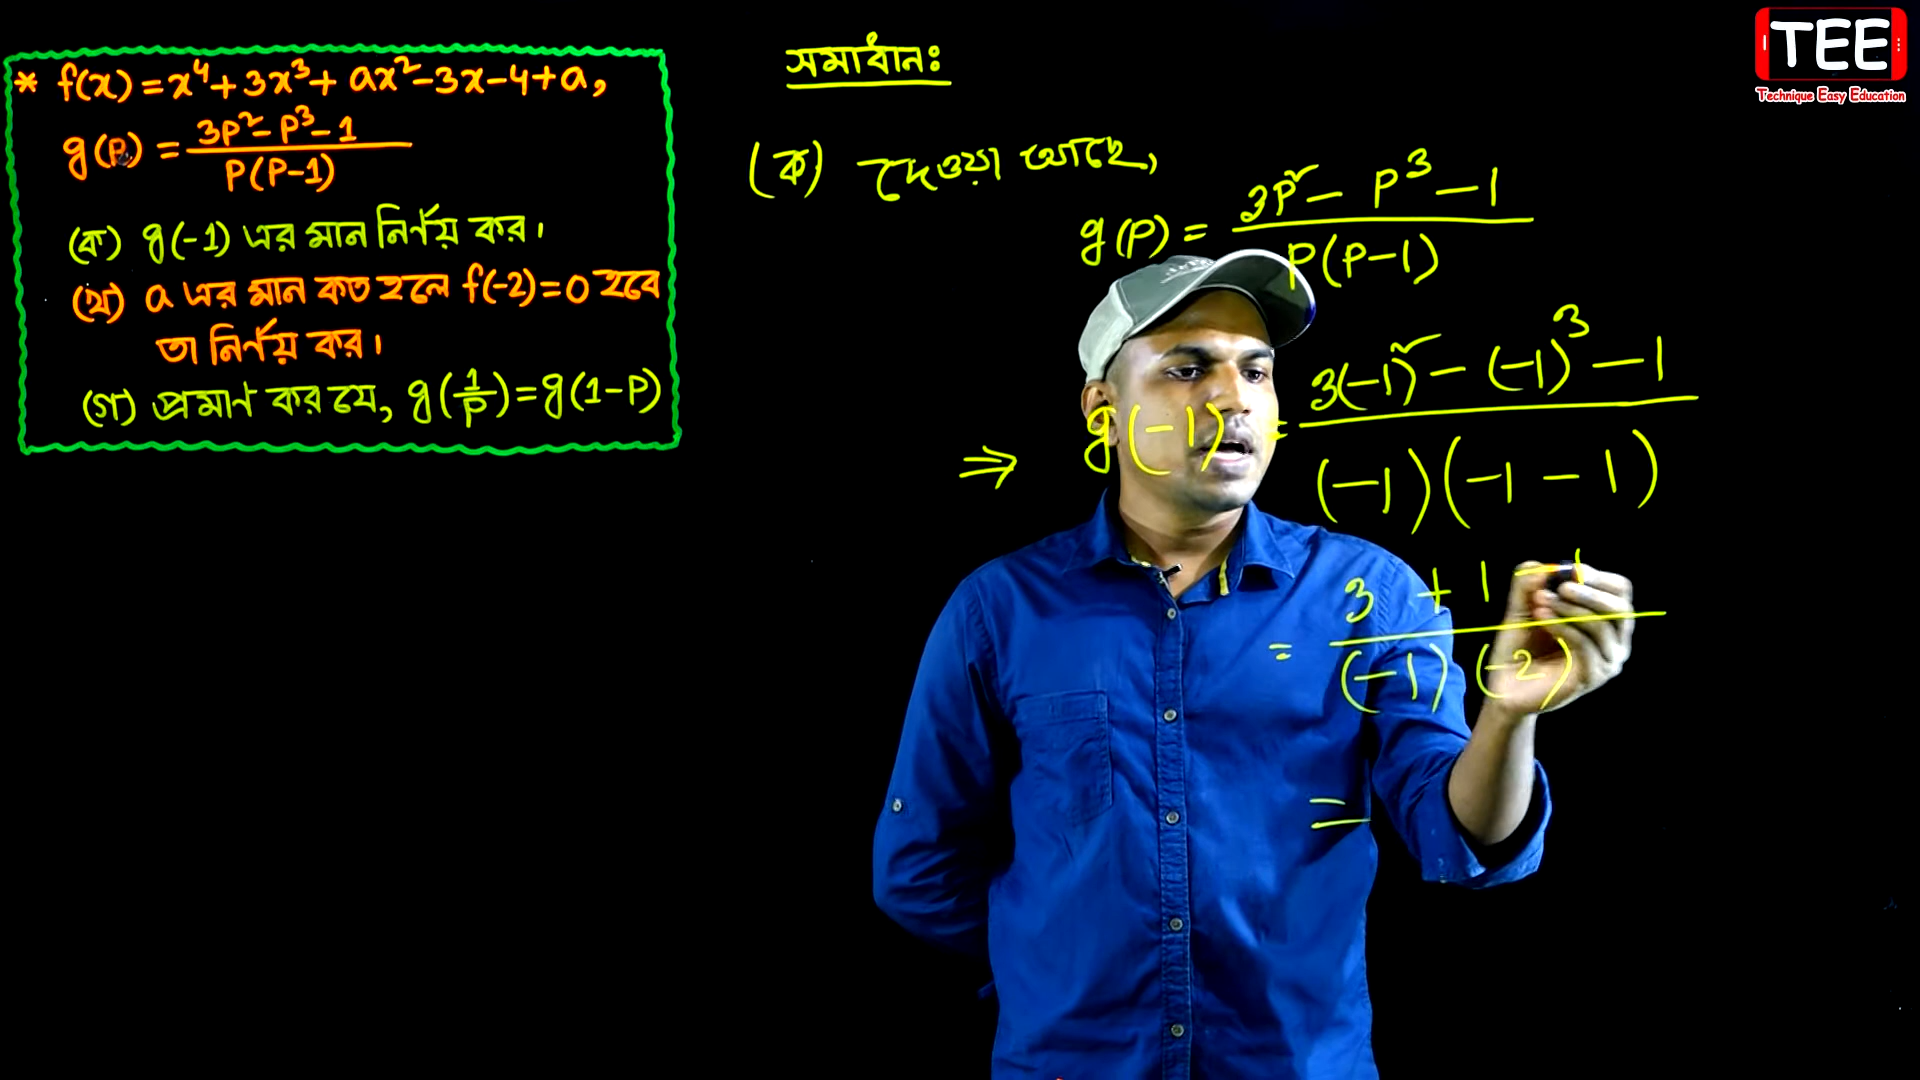 * f(x) = x⁴ + 3x³ + ax² - 3x - 4 + a,
g(P) = (3P² - P³ - 1) / (P(P-1))
(ক) g(-1) এর মান নির্ণয় কর।
(খ) a এর মান কত হলে f(-2) = 0 হবে
তা নির্ণয় কর।
(গ) প্রমাণ কর যে, g(1/P) = g(1-P)
সমাধানঃ
(ক) দেওয়া আছে,
g(P) = (3P² - P³ - 1) / (P(P-1))
⇒ g(-1) = (3(-1)² - (-1)³ - 1) / ((-1)(-1-1))
= (3 + 1 - 1) / ((-1)(-2))
=
TEE
Technique Easy Education